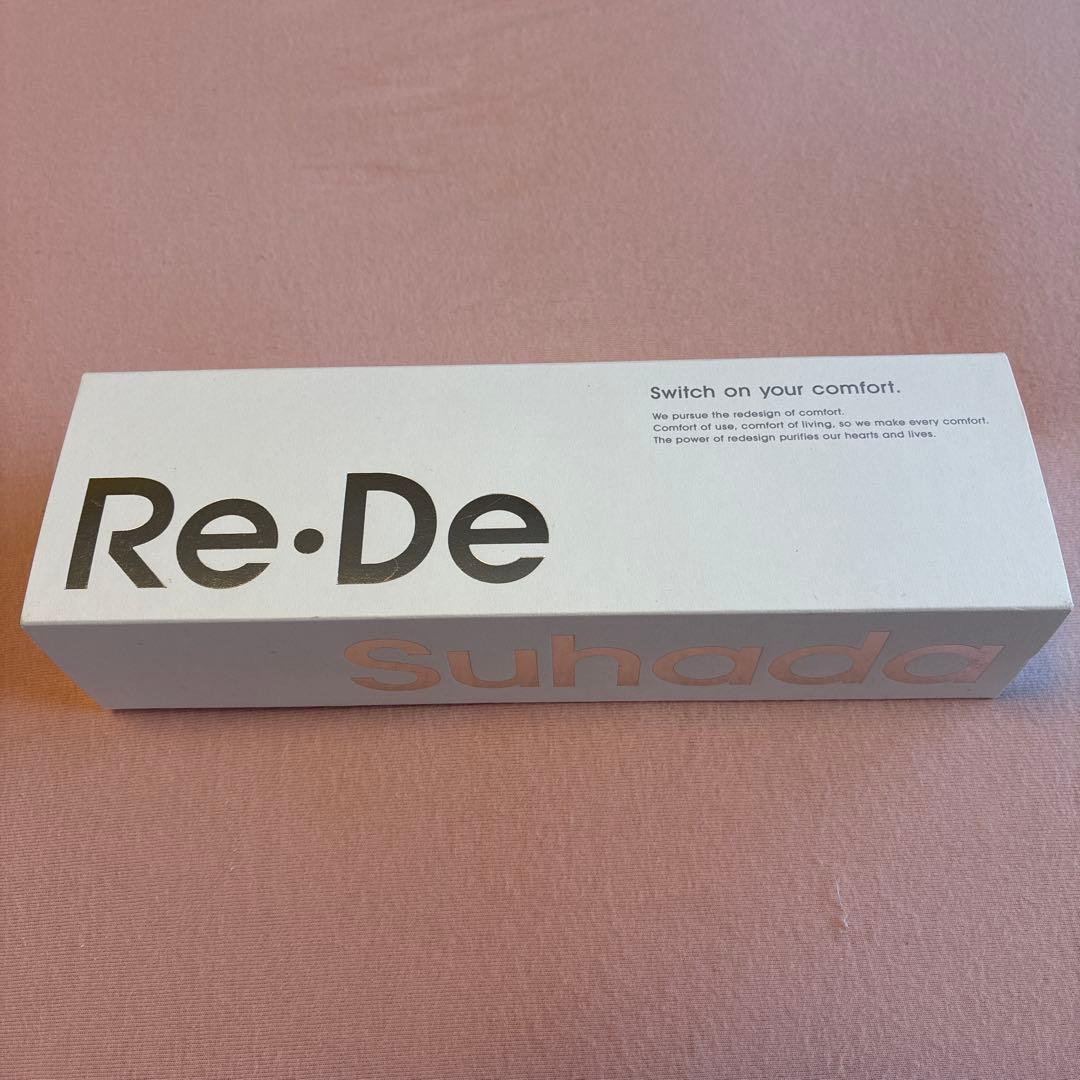 Switch on your comfort.
We pursue the redesign of comfort.
Comfort of use, comfort of living, so we make every comfort.
The power of redesign purifies our hearts and lives.
Re·De
Suhada